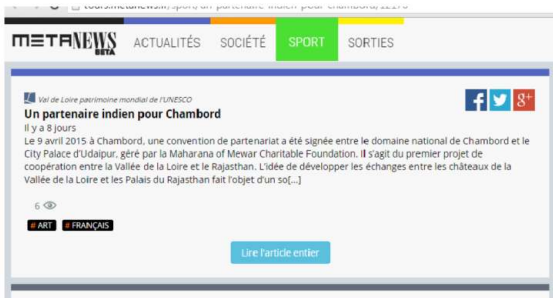 METANEWS
BETA
ACTUALITÉS SOCIÉTÉ SPORT SORTIES
Val de Loire patrimoine mondial de l'UNESCO
Un partenaire indien pour Chambord
Il y a 8 jours
Le 9 avril 2015 à Chambord, une convention de partenariat a été signée entre le domaine national de Chambord et le
City Palace d'Udaipur, géré par la Maharana of Mewar Charitable Foundation. Il s'agit du premier projet de
coopération entre la Vallée de la Loire et le Rajasthan. L'idée de développer les échanges entre les châteaux de la
Vallée de la Loire et les Palais du Rajasthan fait l'objet d'un so[...]
6
# ART # FRANÇAIS
Lire l'article entier